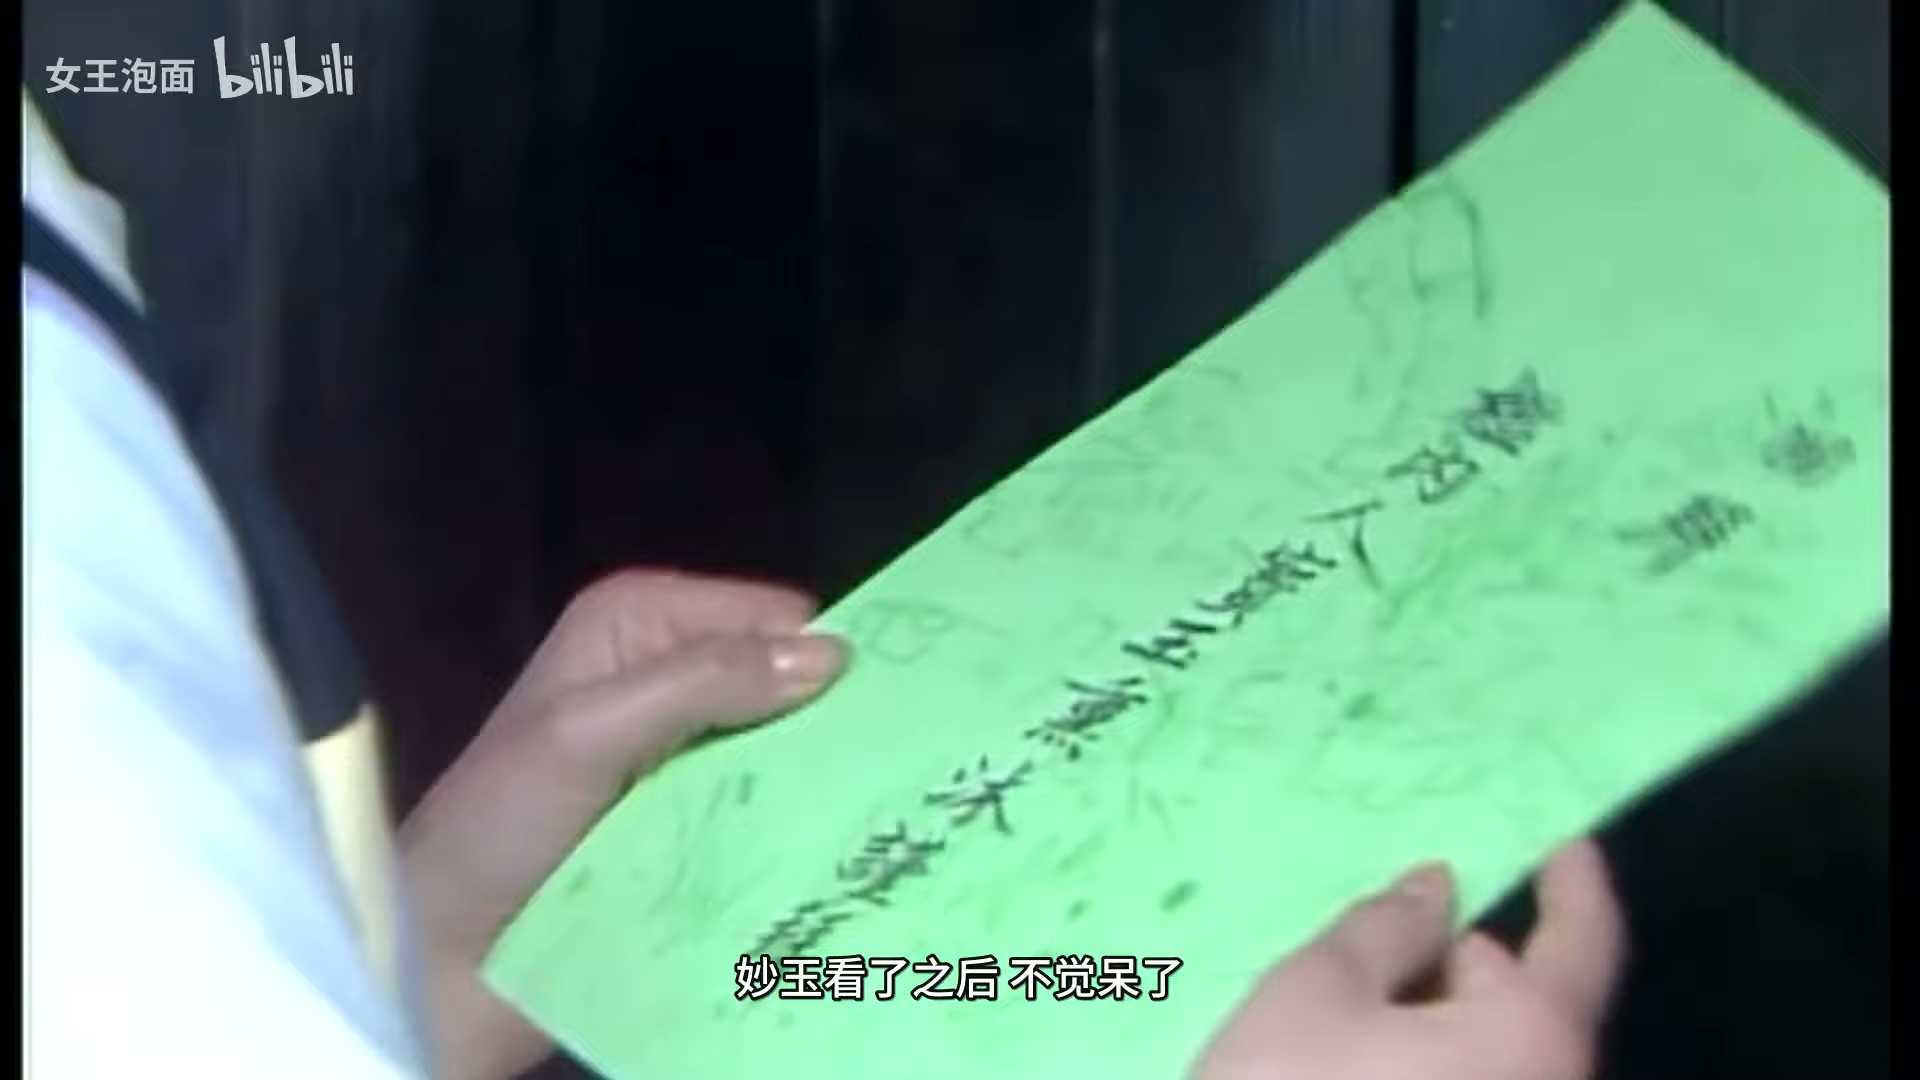 女王泡面 bilibili
槛内人宝玉熏沐谨
妙玉看了之后 不觉呆了